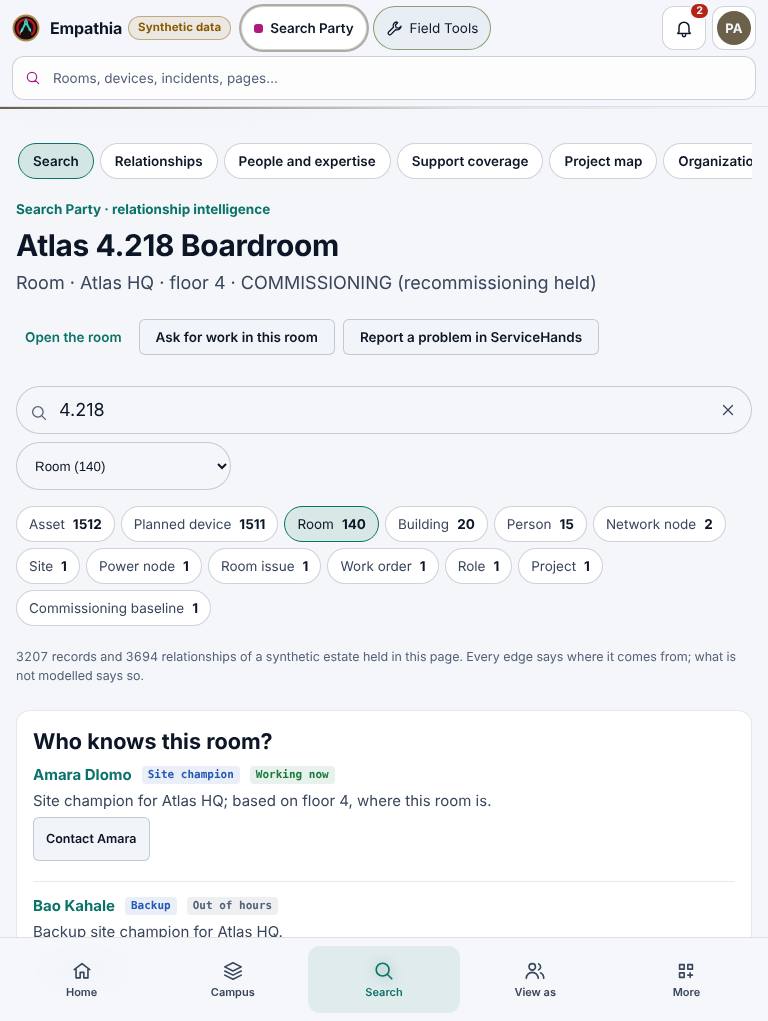 Empathia
Synthetic data
Search Party
Field Tools
2
PA
Rooms, devices, incidents, pages...
Search
Relationships
People and expertise
Support coverage
Project map
Organizatio
Search Party · relationship intelligence
Atlas 4.218 Boardroom
Room · Atlas HQ · floor 4 · COMMISSIONING (recommissioning held)
Open the room
Ask for work in this room
Report a problem in ServiceHands
4.218
Room (140)
Asset 1512
Planned device 1511
Room 140
Building 20
Person 15
Network node 2
Site 1
Power node 1
Room issue 1
Work order 1
Role 1
Project 1
Commissioning baseline 1
3207 records and 3694 relationships of a synthetic estate held in this page. Every edge says where it comes from; what is
not modelled says so.
Who knows this room?
Amara Dlomo Site champion Working now
Site champion for Atlas HQ; based on floor 4, where this room is.
Contact Amara
Bao Kahale Backup Out of hours
Backup site champion for Atlas HQ.
Home
Campus
Search
View as
More